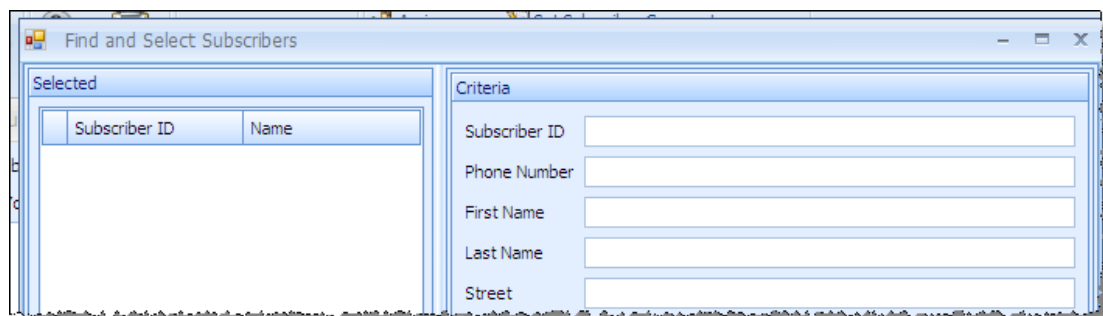 Find and Select Subscribers
Selected
Subscriber ID Name
Criteria
Subscriber ID
Phone Number
First Name
Last Name
Street